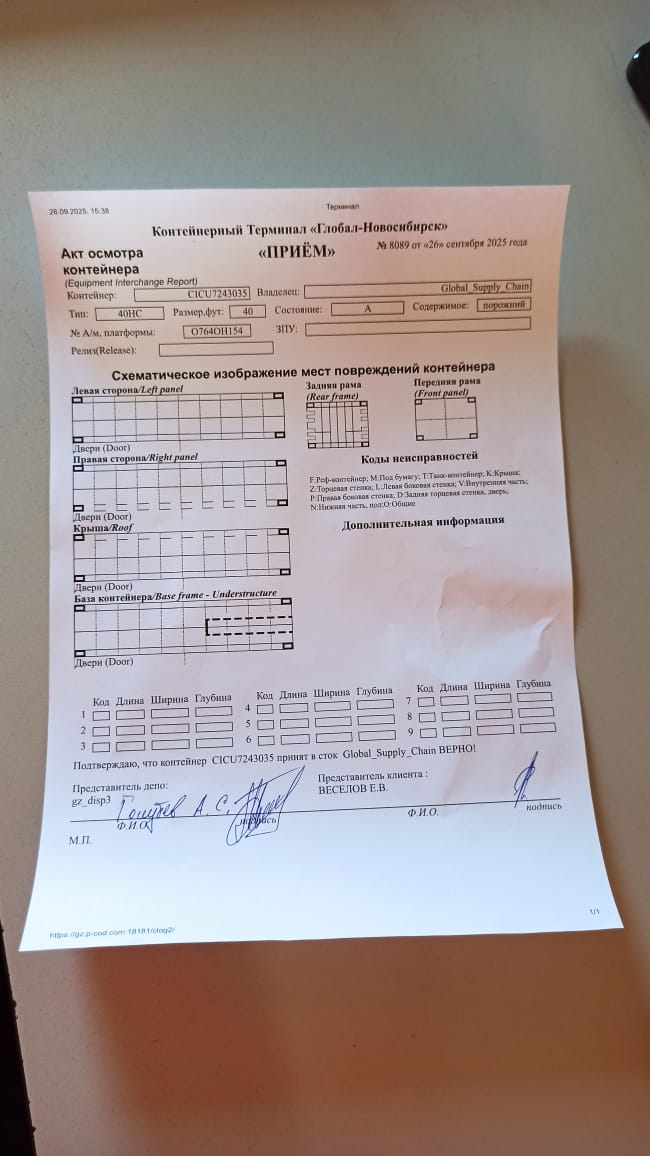 26.09.2025, 15:38 Терминал
Контейнерный Терминал «Глобал-Новосибирск»
Акт осмотра контейнера
«ПРИЁМ»
№ 8089 от «26» сентября 2025 года
(Equipment Interchange Report)
Контейнер: CICU7243035 Владелец: Global_Supply_Chain
Тип: 40HC Размер,фут: 40 Состояние: A Содержимое: порожний
№ А/м, платформы: О764ОН154 ЗПУ:
Релиз(Release):
Схематическое изображение мест повреждений контейнера
Левая сторона/Left panel
Задняя рама (Rear frame)
Передняя рама (Front panel)
Двери (Door)
Правая сторона/Right panel
Двери (Door)
Крыша/Roof
Двери (Door)
База контейнера/Base frame - Understructure
Двери (Door)
Коды неисправностей
F:Реф-контейнер; M:Под бумагу; T:Танк-контейнер; K:Крыша;
Z:Торцевая стенка; L:Левая боковая стенка; V:Внутренняя часть;
P:Правая боковая стенка; D:Задняя торцевая стенка, дверь;
N:Нижняя часть, пол;O:Общие
Дополнительная информация
Код Длина Ширина Глубина Код Длина Ширина Глубина Код Длина Ширина Глубина
1 4 7
2 5 8
3 6 9
Подтверждаю, что контейнер CICU7243035 принят в сток Global_Supply_Chain ВЕРНО!
Представитель депо:
gz_disp3 А. С.
Ф.И.О. подпись
М.П.
Представитель клиента :
ВЕСЕЛОВ Е.В.
Ф.И.О. подпись
https://gz.p-cod.com:18181/clog2/ 1/1